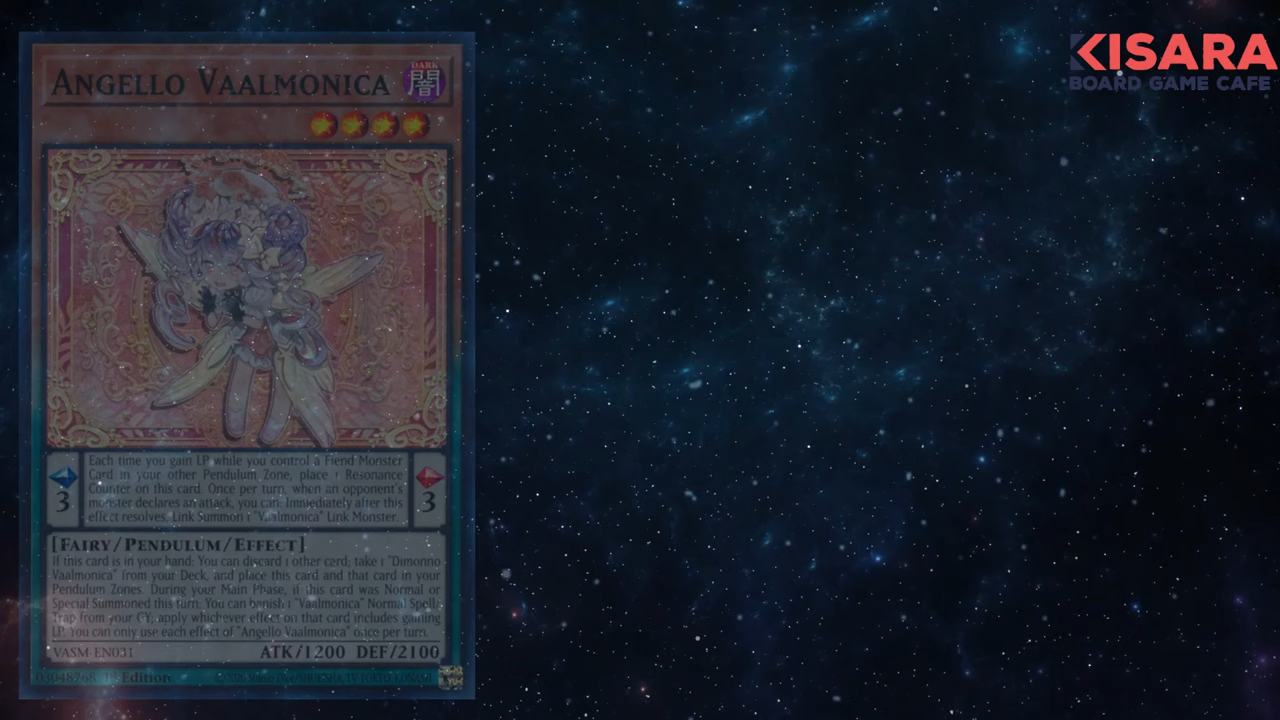 KISARA
BOARD GAME CAFE
ANGELLO VAALMONICA
DARK
闇
Each time you gain LP while you control a Fiend Monster
Card in your other Pendulum Zone, place 1 Resonance
Counter on this card. Once per turn, when an opponent's
monster declares an attack, you can: Immediately after this
effect resolves, Link Summon 1 "Vaalmonica" Link Monster.
3
3
[FAIRY/PENDULUM/EFFECT]
If this card is in your hand: You can discard 1 other card; take 1 "Dimonno
Vaalmonica" from your Deck, and place this card and that card in your
Pendulum Zones. During your Main Phase, if this card was Normal or
Special Summoned this turn: You can banish 1 "Vaalmonica" Normal Spell/
Trap from your GY; apply whichever effect on that card includes gaining
LP. You can only use each effect of "Angello Vaalmonica" once per turn.
VASM-EN031
ATK/1200 DEF/2100
Edition